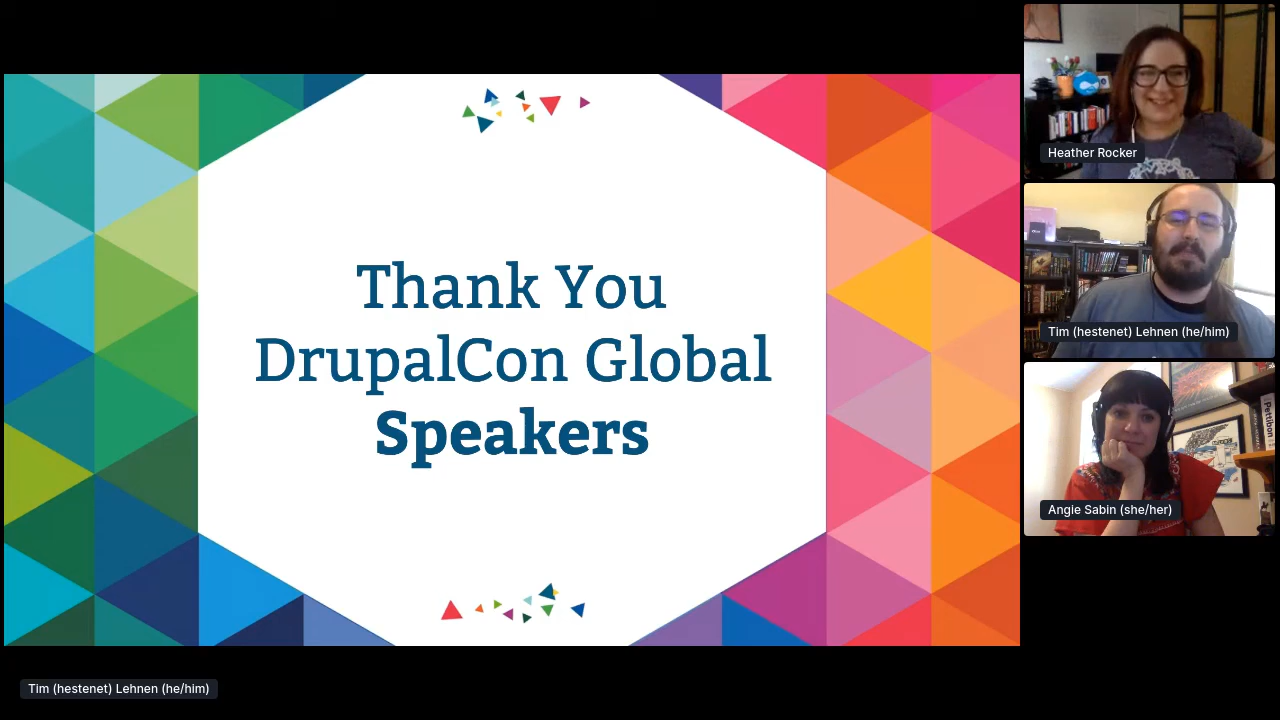 Thank You
DrupalCon Global
Speakers
Heather Rocker
Tim (hestenet) Lehnen (he/him)
Pettibon
Angie Sabin (she/her)
Tim (hestenet) Lehnen (he/him)